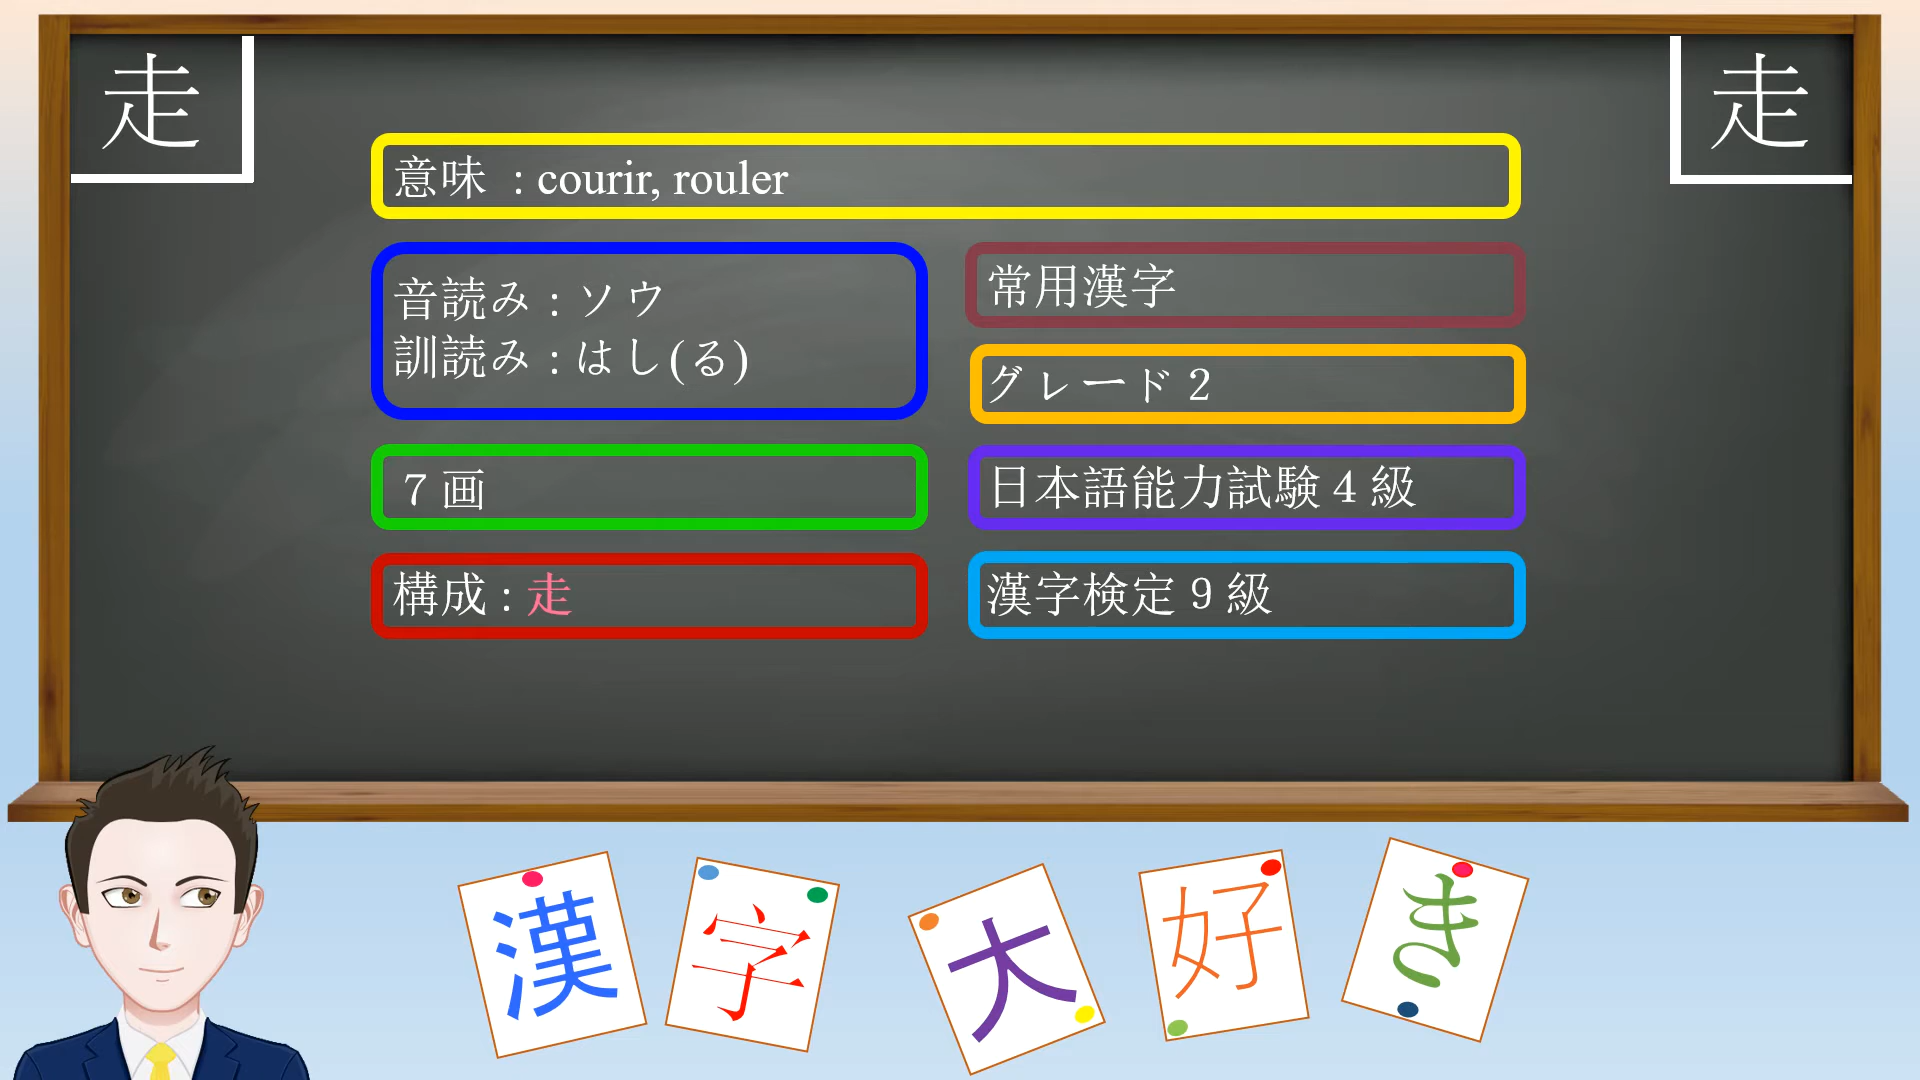 走
走
意味 : courir, rouler
音読み : ソウ
訓読み : はし(る)
常用漢字
グレード 2
7 画
日本語能力試験 4 級
構成 : 走
漢字検定 9 級
漢字大好き